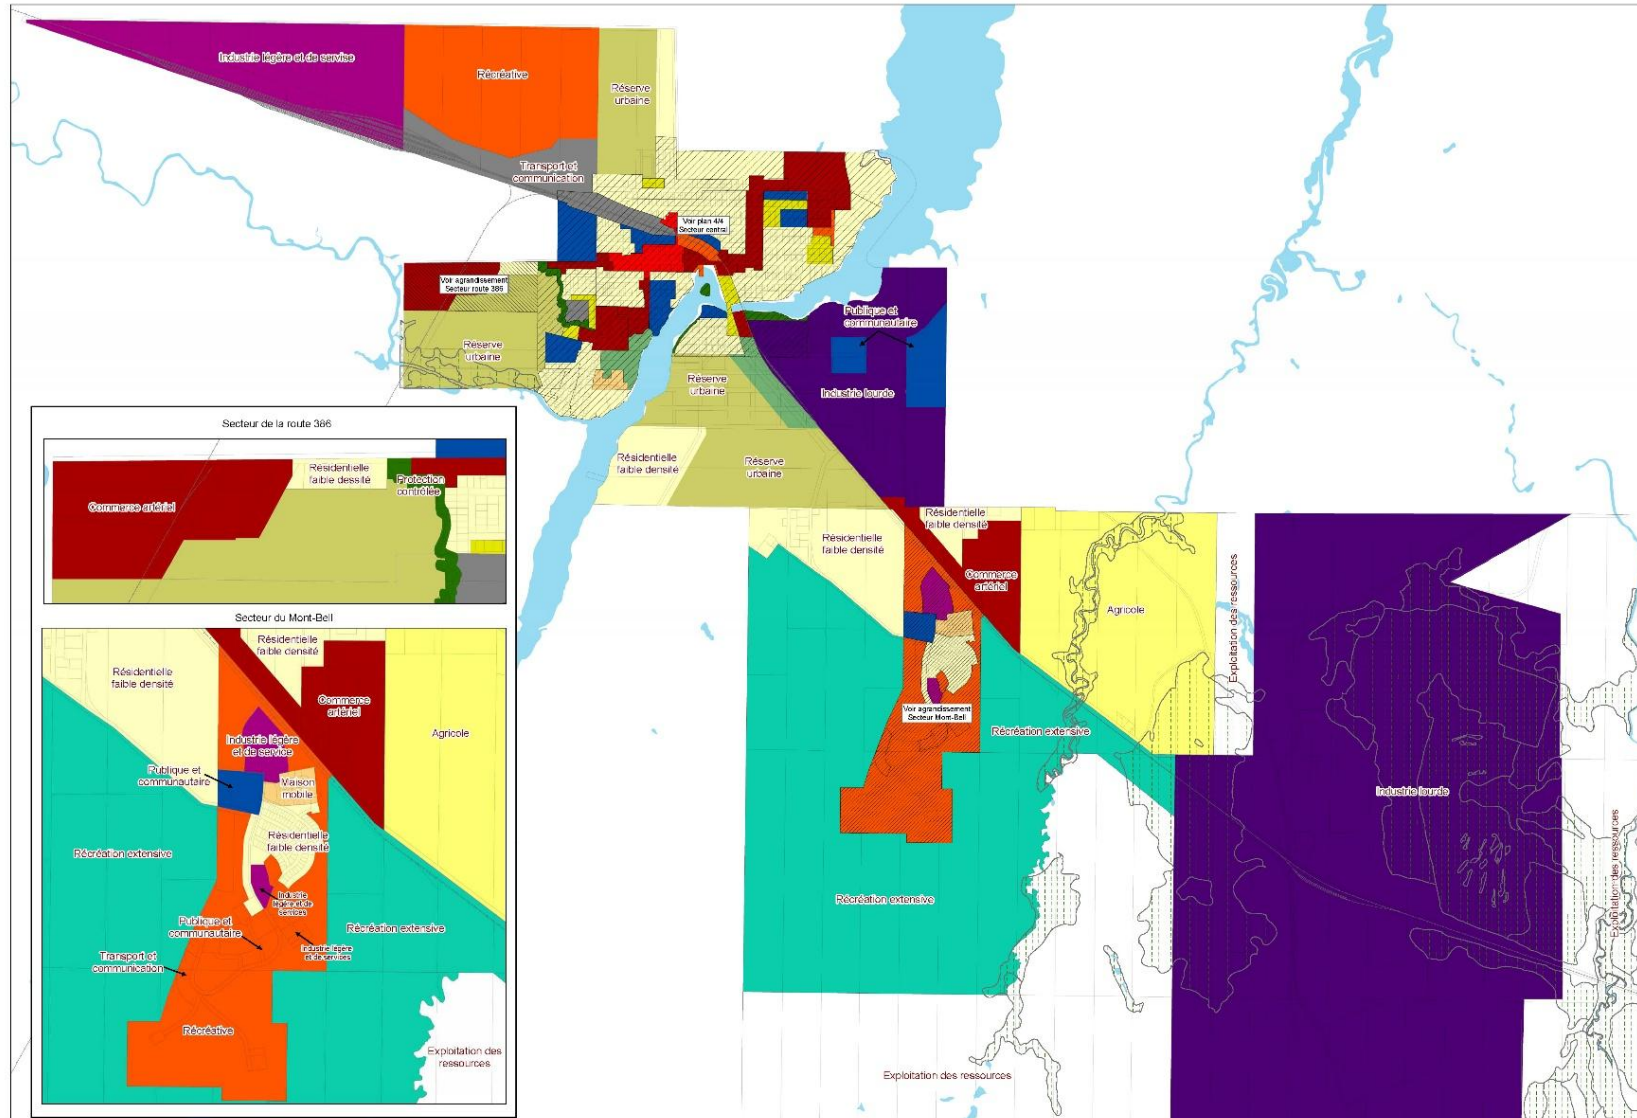 Industrie légère et de servise
Récréative
Réserve
urbaine
Transport et
communication
Voir plan 4/4
Secteur central
Voir agrandissement
Secteur route 386
Réserve
urbaine
Publique et
communautaire
Industrie lourde
Réserve
urbaine
Résidentielle
faible densité
Réserve
urbaine
Résidentielle
faible densité
Résidentielle
faible densité
Commerce
artériel
Agricole
Exploitation des ressources
Voir agrandissement
Secteur Mont-Bell
Récréation extensive
Industrie lourde
Récréation extensive
Exploitation des ressources
Exploitation des ressources
Secteur de la route 386
Commerce artériel
Résidentielle
faible dessité
Protection
contrôlée
Secteur du Mont-Bell
Résidentielle
faible densité
Résidentielle
faible densité
Commerce
artériel
Agricole
Industrie légère
et de service
Publique et
communautaire
Maison
mobile
Résidentielle
faible densité
Récréation extensive
Industrie
légère et de
services
Publique et
communautaire
Récréation extensive
Industrie légère
et de services
Transport et
communication
Récréative
Exploitation des
ressources